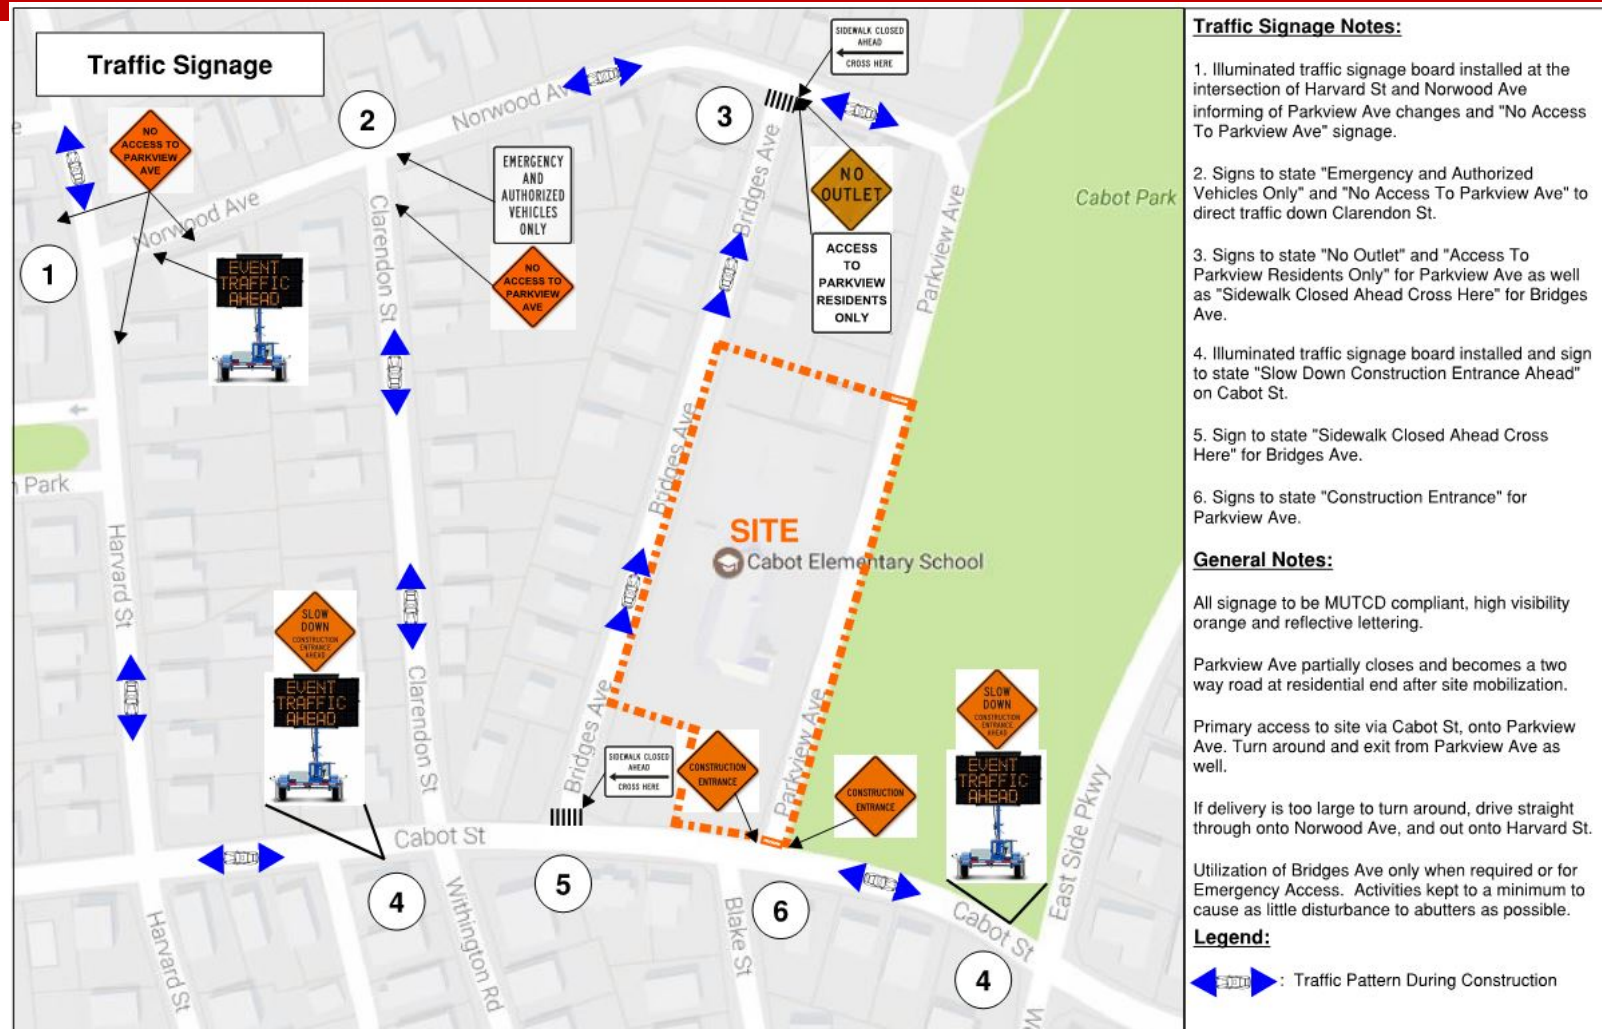 Traffic Signage
SIDEWALK CLOSED
AHEAD
CROSS HERE
NO
ACCESS TO
PARKVIEW
AVE
2
Norwood Ave
3
EMERGENCY
AND
AUTHORIZED
VEHICLES
ONLY
NO
OUTLET
Cabot Park
Bridges Ave
Parkview Ave
Norwood Ave
Clarendon St
ACCESS
TO
PARKVIEW
RESIDENTS
ONLY
1
EVENT
TRAFFIC
AHEAD
NO
ACCESS TO
PARKVIEW
AVE
Bridges Ave
Park
SITE
Cabot Elementary School
Harvard St
SLOW
DOWN
CONSTRUCTION
ENTRANCE
AHEAD
EVENT
TRAFFIC
AHEAD
Clarendon St
Bridges Ave
SIDEWALK CLOSED
AHEAD
CROSS HERE
CONSTRUCTION
ENTRANCE
Parkview Ave
CONSTRUCTION
ENTRANCE
SLOW
DOWN
CONSTRUCTION
ENTRANCE
AHEAD
EVENT
TRAFFIC
AHEAD
East Side Pkwy
Cabot St
4
5
6
Cabot St
Harvard St
Withington Rd
Blake St
4
Traffic Signage Notes:
1. Illuminated traffic signage board installed at the
intersection of Harvard St and Norwood Ave
informing of Parkview Ave changes and "No Access
To Parkview Ave" signage.
2. Signs to state "Emergency and Authorized
Vehicles Only" and "No Access To Parkview Ave" to
direct traffic down Clarendon St.
3. Signs to state "No Outlet" and "Access To
Parkview Residents Only" for Parkview Ave as well
as "Sidewalk Closed Ahead Cross Here" for Bridges
Ave.
4. Illuminated traffic signage board installed and sign
to state "Slow Down Construction Entrance Ahead"
on Cabot St.
5. Sign to state "Sidewalk Closed Ahead Cross
Here" for Bridges Ave.
6. Signs to state "Construction Entrance" for
Parkview Ave.
General Notes:
All signage to be MUTCD compliant, high visibility
orange and reflective lettering.
Parkview Ave partially closes and becomes a two
way road at residential end after site mobilization.
Primary access to site via Cabot St, onto Parkview
Ave. Turn around and exit from Parkview Ave as
well.
If delivery is too large to turn around, drive straight
through onto Norwood Ave, and out onto Harvard St.
Utilization of Bridges Ave only when required or for
Emergency Access. Activities kept to a minimum to
cause as little disturbance to abutters as possible.
Legend:
: Traffic Pattern During Construction